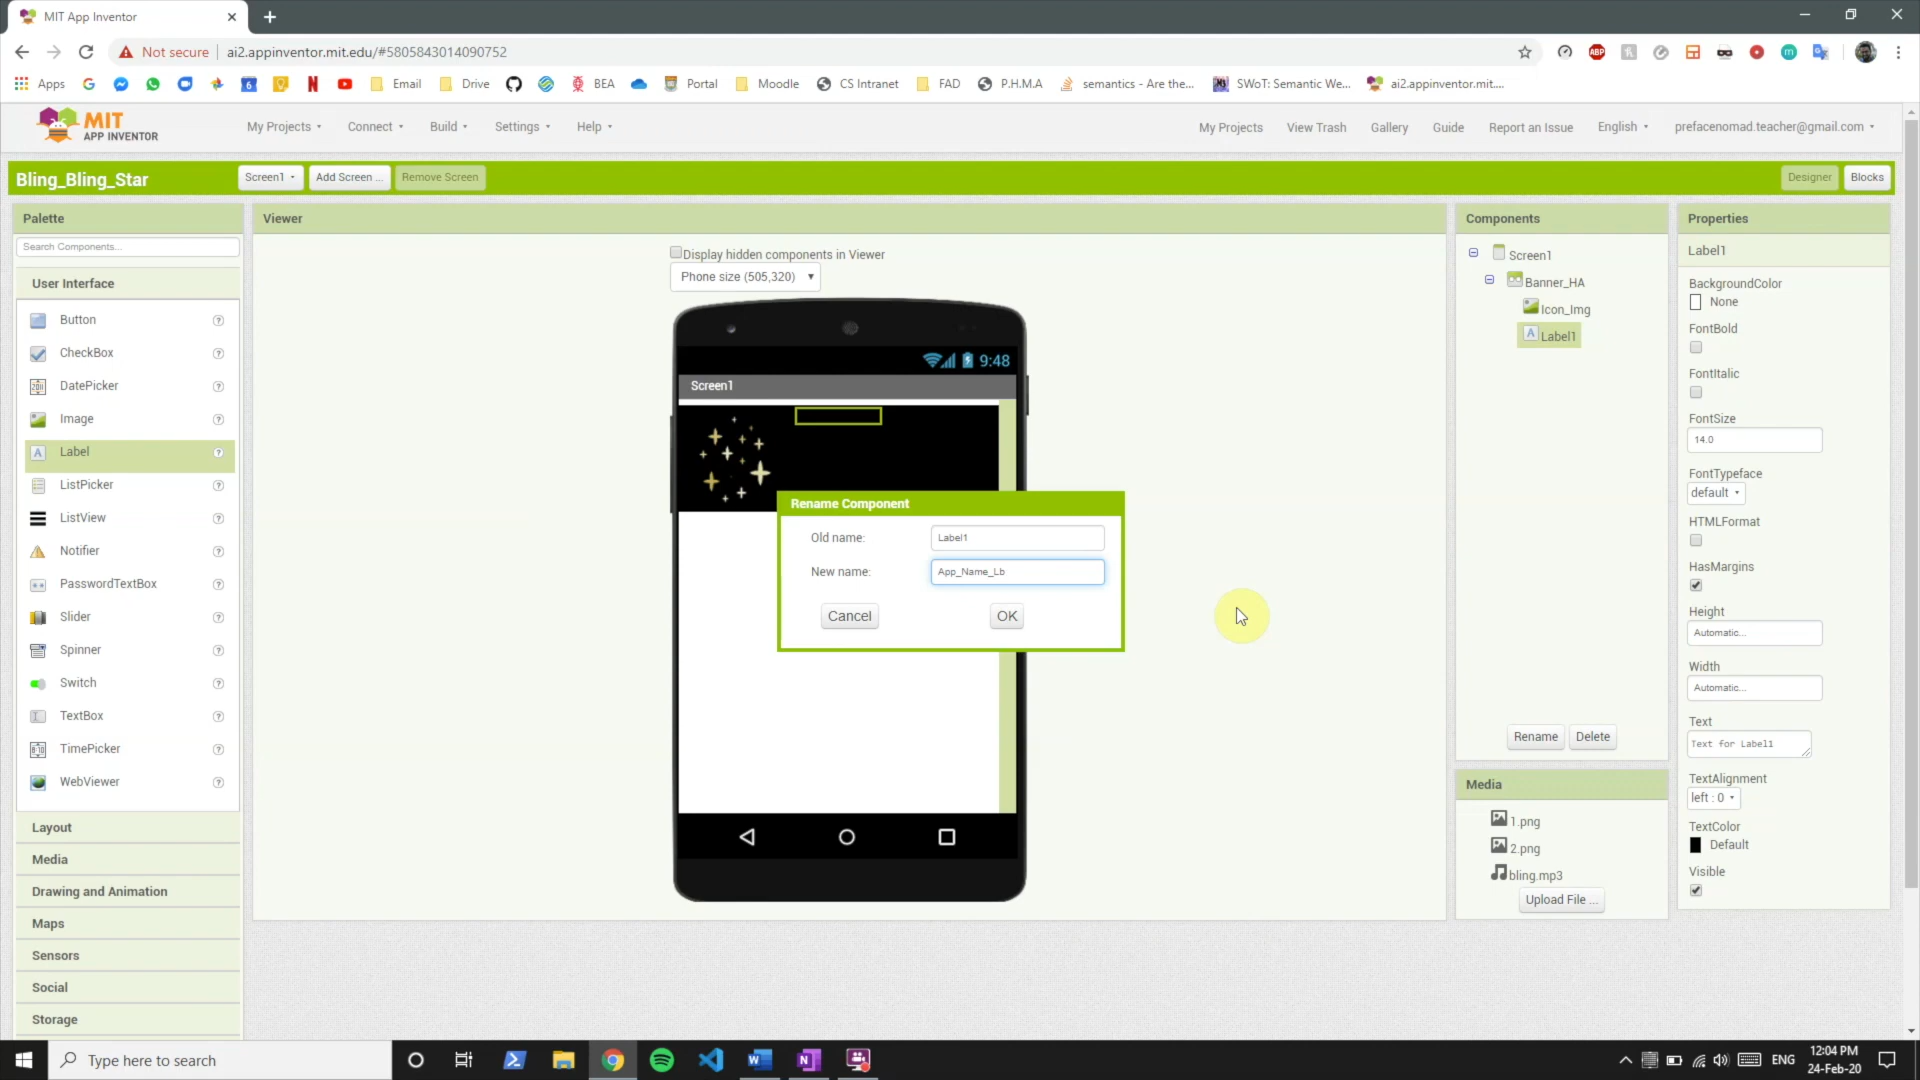 MIT App Inventor
Not secure
ai2.appinventor.mit.edu/#5805843014090752
ABP
Apps
6
Email
Drive
BEA
Portal
Moodle
CS Intranet
FAD
P.H.M.A
semantics - Are the...
SWoT: Semantic We...
ai2.appinventor.mit....
MIT
APP INVENTOR
My Projects
Connect
Build
Settings
Help
My Projects
View Trash
Gallery
Guide
Report an Issue
English
prefacenomad.teacher@gmail.com
Bling_Bling_Star
Screen1
Add Screen ...
Remove Screen
Designer
Blocks
Palette
Search Components...
User Interface
Button
CheckBox
DatePicker
Image
Label
ListPicker
ListView
Notifier
PasswordTextBox
Slider
Spinner
Switch
TextBox
TimePicker
WebViewer
Layout
Media
Drawing and Animation
Maps
Sensors
Social
Storage
Viewer
Display hidden components in Viewer
Phone size (505,320)
9:48
Screen1
Rename Component
Old name:
Label1
New name:
App_Name_Lb
Cancel
OK
Components
Screen1
Banner_HA
Icon_Img
Label1
Rename
Delete
Media
1.png
2.png
bling.mp3
Upload File ...
Properties
Label1
BackgroundColor
None
FontBold
FontItalic
FontSize
14.0
FontTypeface
default
HTMLFormat
HasMargins
Height
Automatic...
Width
Automatic...
Text
Text for Label1
TextAlignment
left : 0
TextColor
Default
Visible
Type here to search
ENG
12:04 PM
24-Feb-20